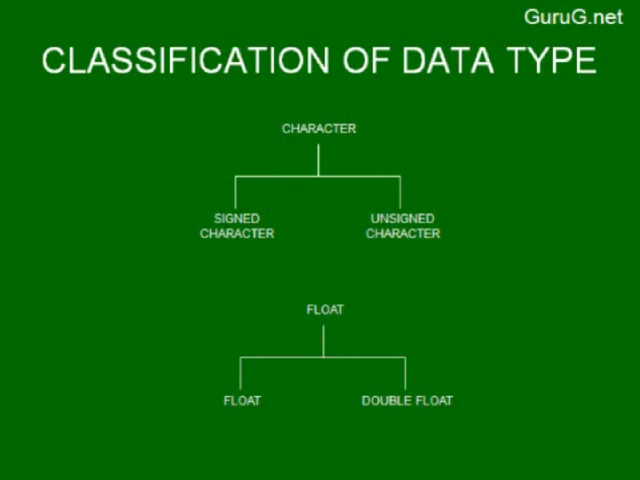 GuruG.net
CLASSIFICATION OF DATA TYPE
CHARACTER
SIGNED
CHARACTER
UNSIGNED
CHARACTER
FLOAT
FLOAT
DOUBLE FLOAT